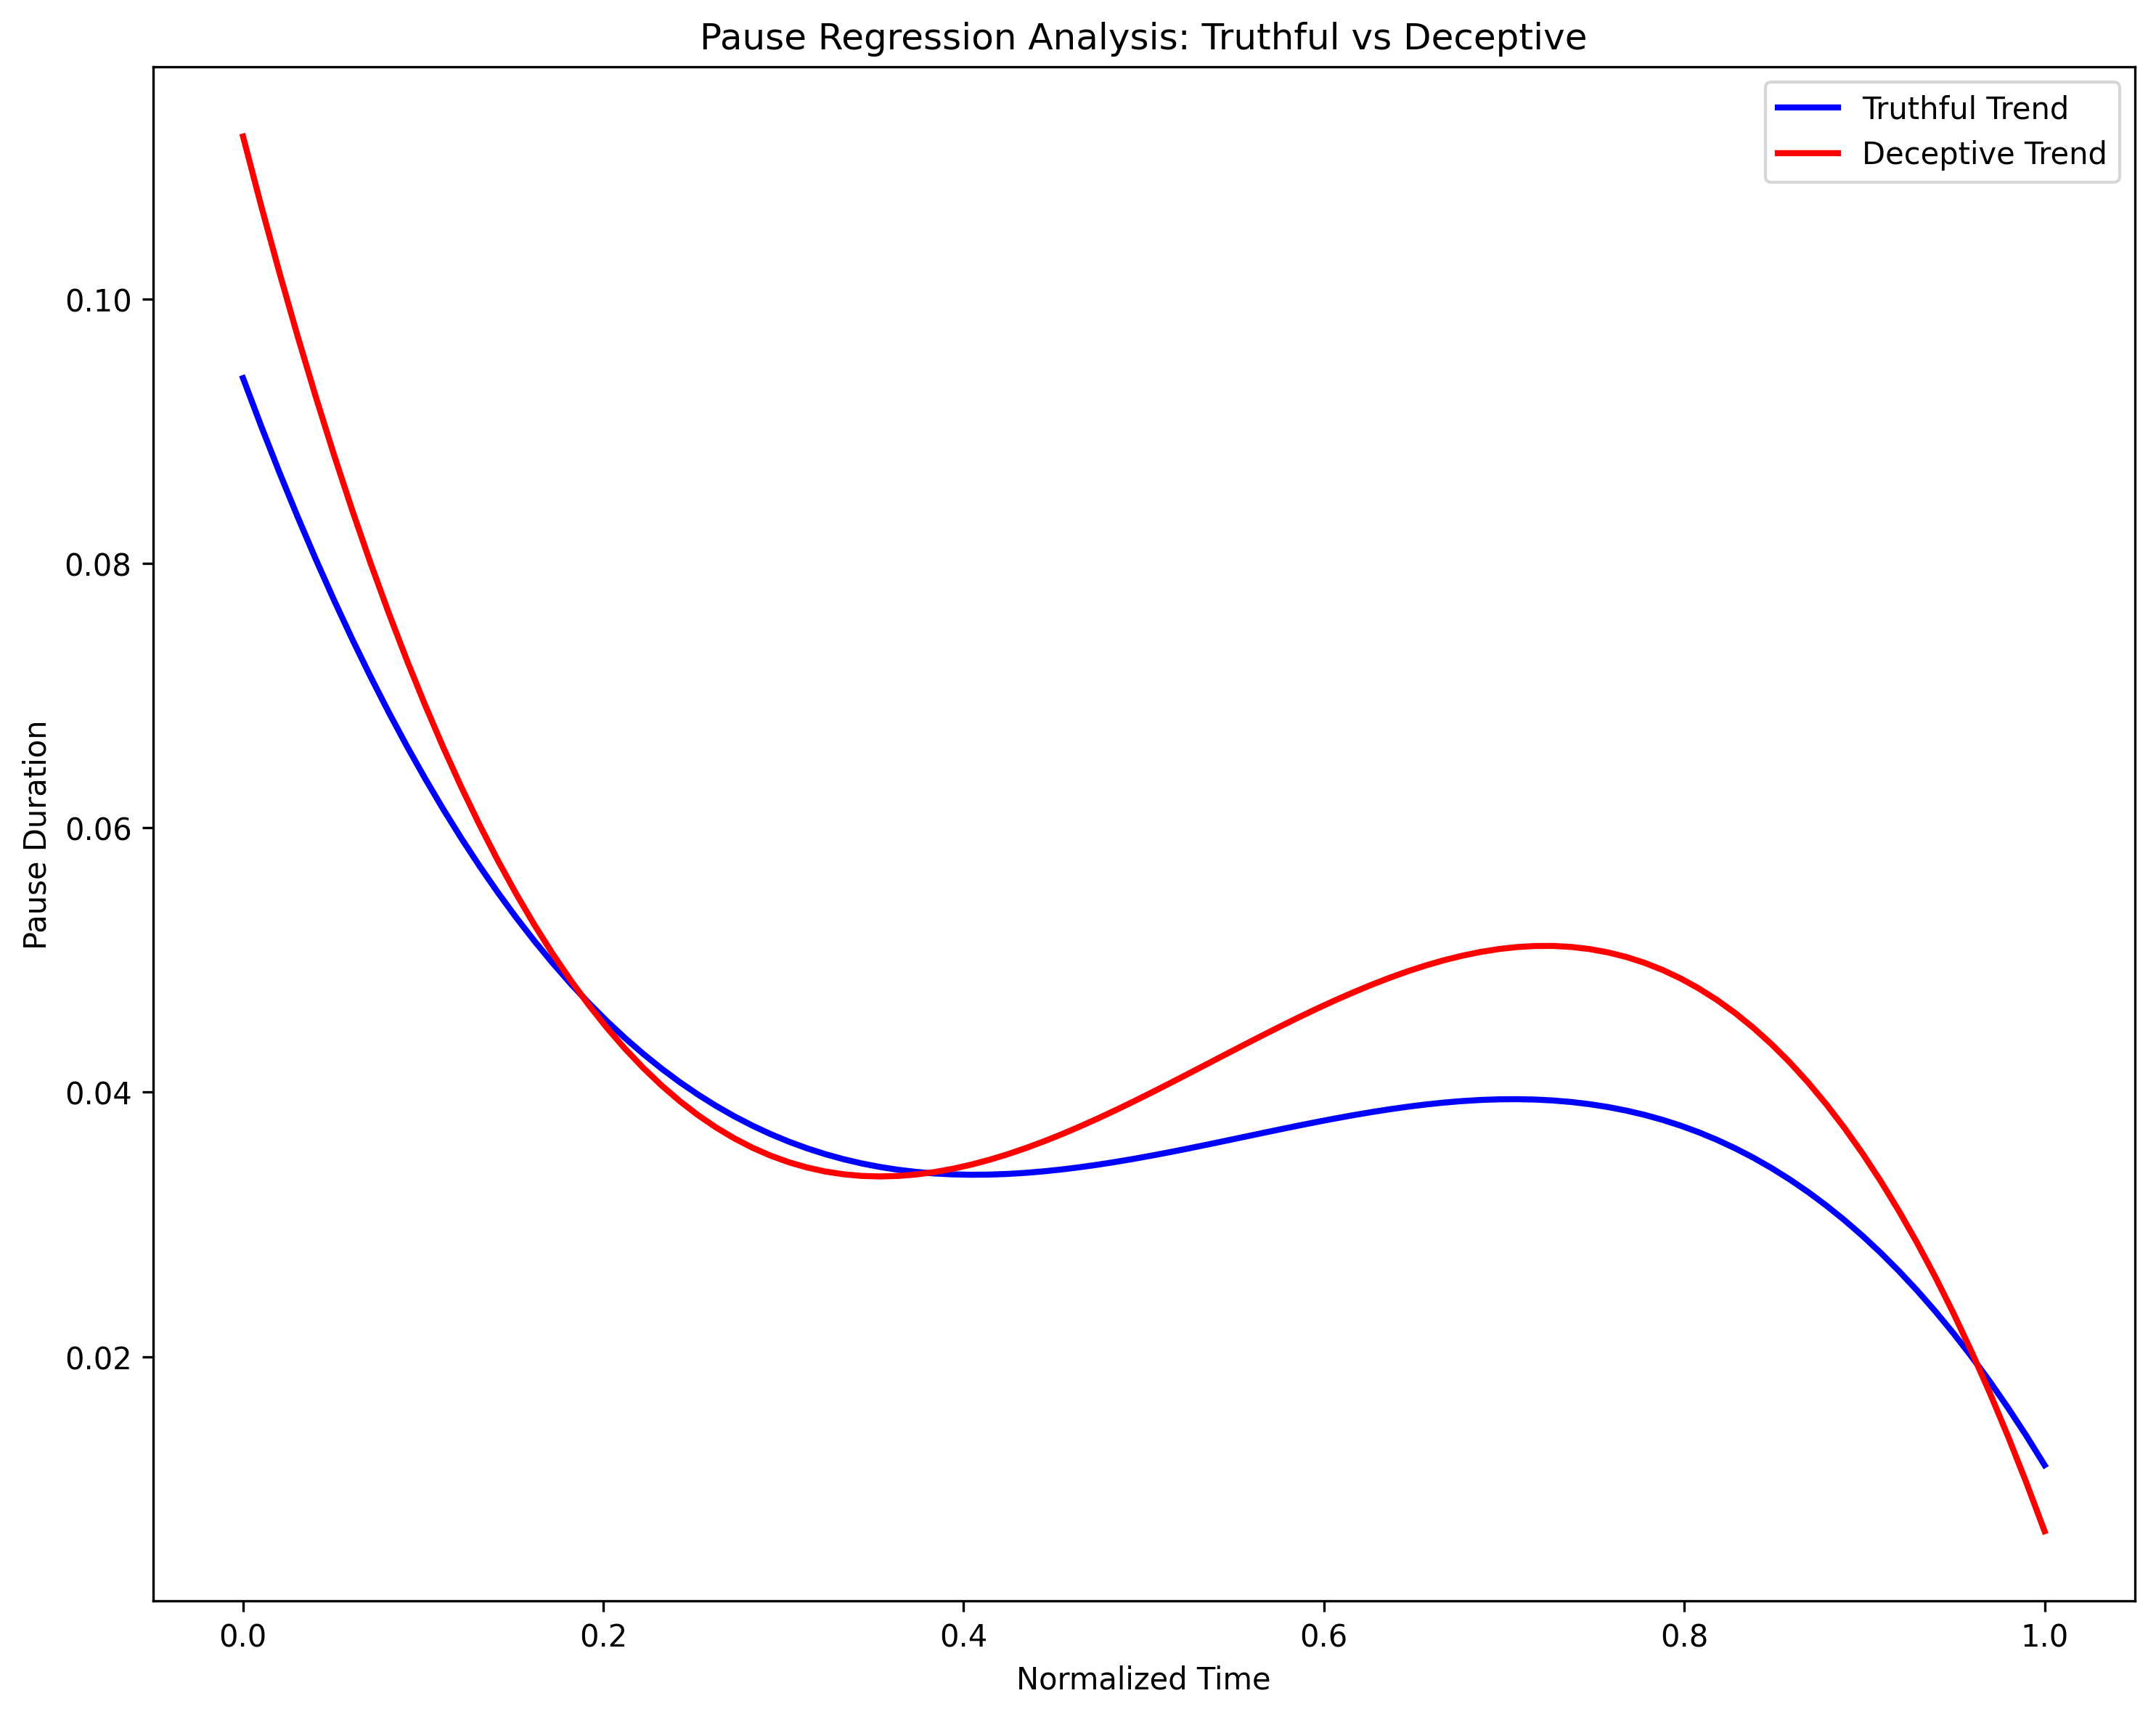 Pause Regression Analysis: Truthful vs Deceptive
Truthful Trend
Deceptive Trend
Pause Duration
0.10
0.08
0.06
0.04
0.02
0.0 0.2 0.4 0.6 0.8 1.0
Normalized Time